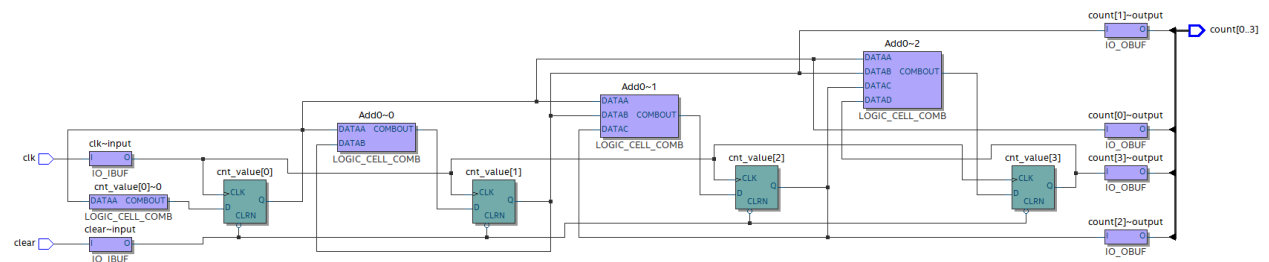 count[1]~output
I O
IO_OBUF
count[0..3]
Add0~2
DATAA
DATAB COMBOUT
DATAC
DATAD
LOGIC_CELL_COMB
Add0~1
DATAA
DATAB COMBOUT
DATAC
LOGIC_CELL_COMB
Add0~0
DATAA COMBOUT
DATAB
LOGIC_CELL_COMB
count[0]~output
I O
IO_OBUF
clk
clk~input
I O
IO_IBUF
cnt_value[0]~0
DATAA COMBOUT
LOGIC_CELL_COMB
cnt_value[0]
CLK
D Q
CLRN
cnt_value[1]
CLK
D Q
CLRN
cnt_value[2]
CLK
D Q
CLRN
cnt_value[3]
CLK
D Q
CLRN
count[3]~output
I O
IO_OBUF
clear
clear~input
I O
IO_IBUF
count[2]~output
I O
IO_OBUF